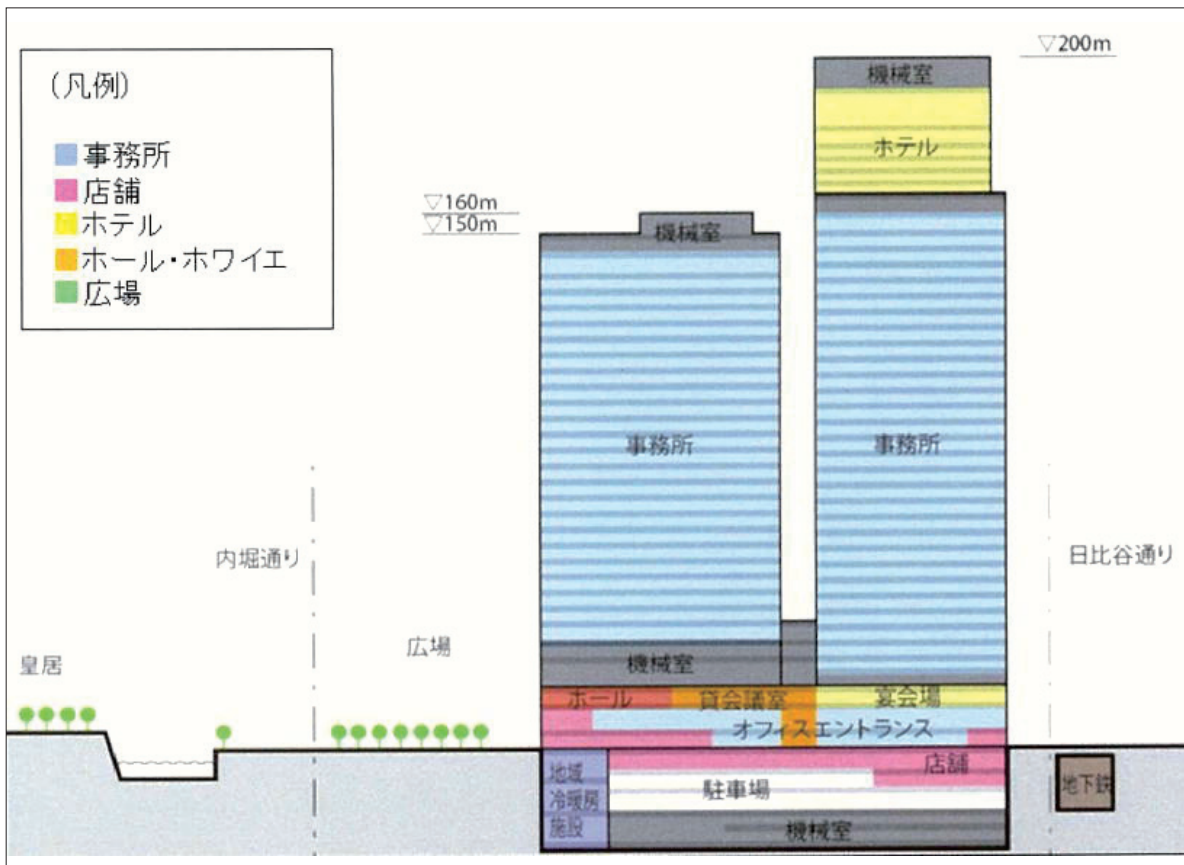 (凡例)
事務所
店舗
ホテル
ホール・ホワイエ
広場
▽200m
機械室
ホテル
▽160m
▽150m
機械室
事務所
事務所
内堀通り
日比谷通り
広場
皇居
機械室
ホール
貸会議室
宴会場
オフィスエントランス
店舗
地域
冷暖房
施設
駐車場
地下鉄
機械室